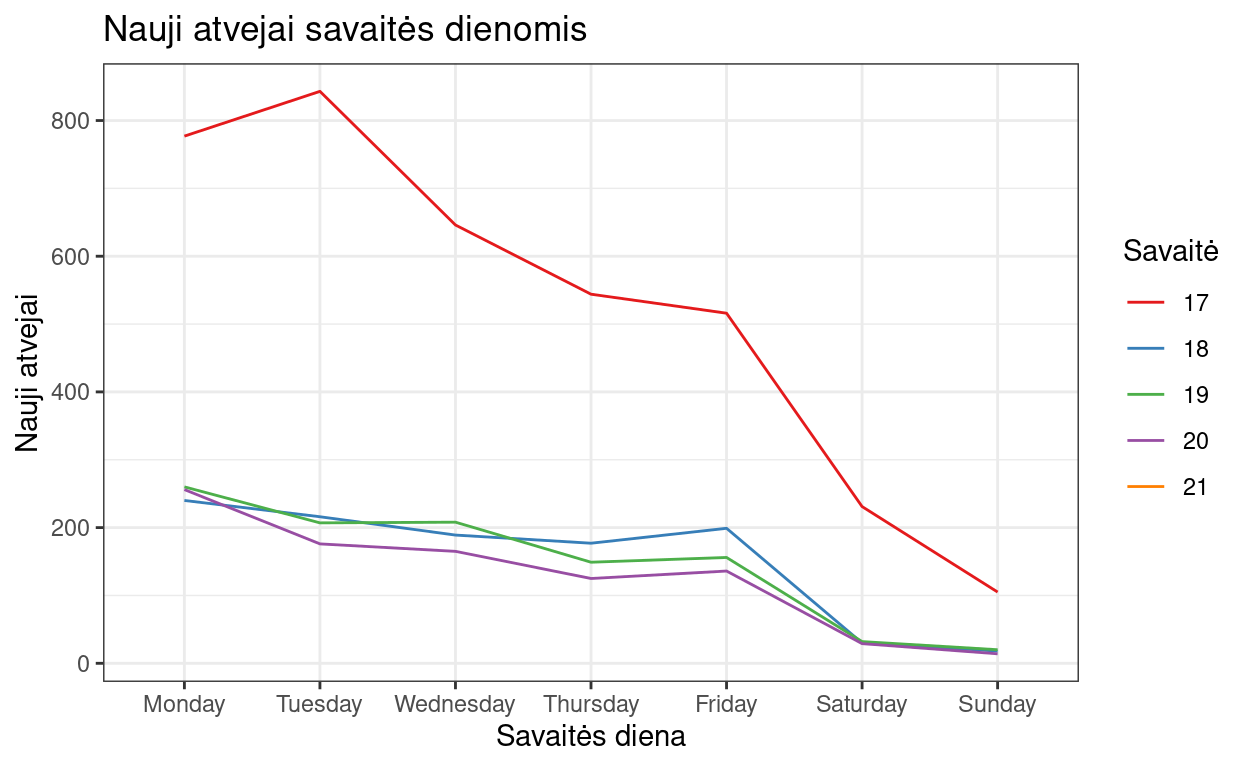 Nauji atvejai savaitės dienomis
Nauji atvejai
800
600
400
200
0
Monday Tuesday Wednesday Thursday Friday Saturday Sunday
Savaitės diena
Savaitė
17
18
19
20
21